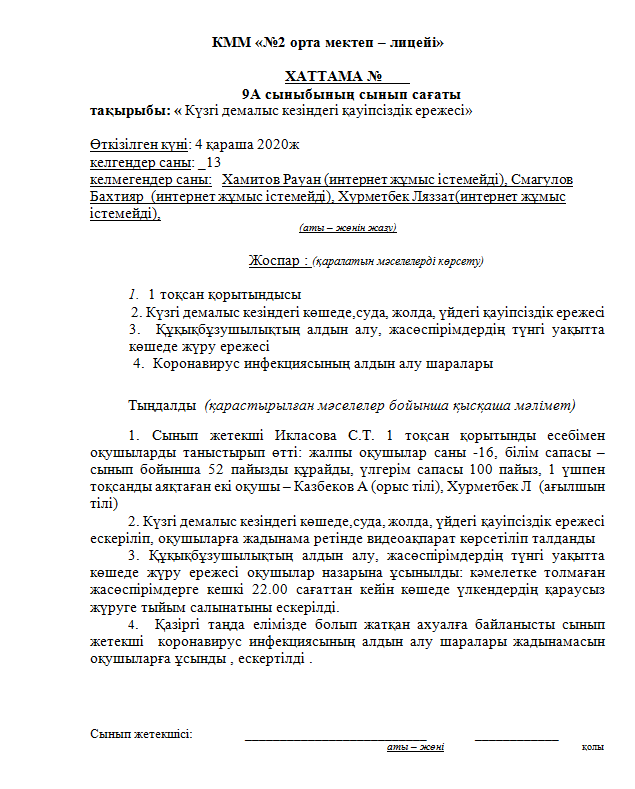 КММ «№2 орта мектеп – лицейі»
ХАТТАМА №____
9А сыныбының сынып сағаты
тақырыбы: « Күзгі демалыс кезіндегі қауіпсіздік ережесі»
Өткізілген күні: 4 қараша 2020ж
келгендер саны: _13
келмегендер саны: Хамитов Рауан (интернет жұмыс істемейді), Смагулов
Бахтияр (интернет жұмыс істемейді), Хурметбек Ляззат(интернет жұмыс
істемейді),
(аты – жөнін жазу)
Жоспар : (қаралатын мәселелерді көрсету)
1. 1 тоқсан қорытындысы
2. Күзгі демалыс кезіндегі көшеде,суда, жолда, үйдегі қауіпсіздік ережесі
3. Құқықбұзушылықтың алдын алу, жасөспірімдердің түнгі уақытта
көшеде жүру ережесі
4. Коронавирус инфекциясының алдын алу шаралары
Тыңдалды (қарастырылған мәселелер бойынша қысқаша мәлімет)
1. Сынып жетекші Икласова С.Т. 1 тоқсан қорытынды есебімен
оқушыларды таныстырып өтті: жалпы оқушылар саны -16, білім сапасы –
сынып бойынша 52 пайызды құрайды, үлгерім сапасы 100 пайыз, 1 үшпен
тоқсанды аяқтаған екі оқушы – Казбеков А (орыс тілі), Хурметбек Л (ағылшын
тілі)
2. Күзгі демалыс кезіндегі көшеде,суда, жолда, үйдегі қауіпсіздік ережесі
ескеріліп, оқушыларға жадынама ретінде видеоақпарат көрсетіліп талданды
3. Құқықбұзушылықтың алдын алу, жасөспірімдердің түнгі уақытта
көшеде жүру ережесі оқушылар назарына ұсынылды: кәмелетке толмаған
жасөспірімдерге кешкі 22.00 сағаттан кейін көшеде үлкендердің қараусыз
жүруге тыйым салынатыны ескерілді.
4. Қазіргі таңда елімізде болып жатқан ахуалға байланысты сынып
жетекші коронавирус инфекциясының алдын алу шаралары жадынамасын
оқушыларға ұсынды , ескертілді .
Сынып жетекшісі: __________________________ ____________
аты – жөні қолы